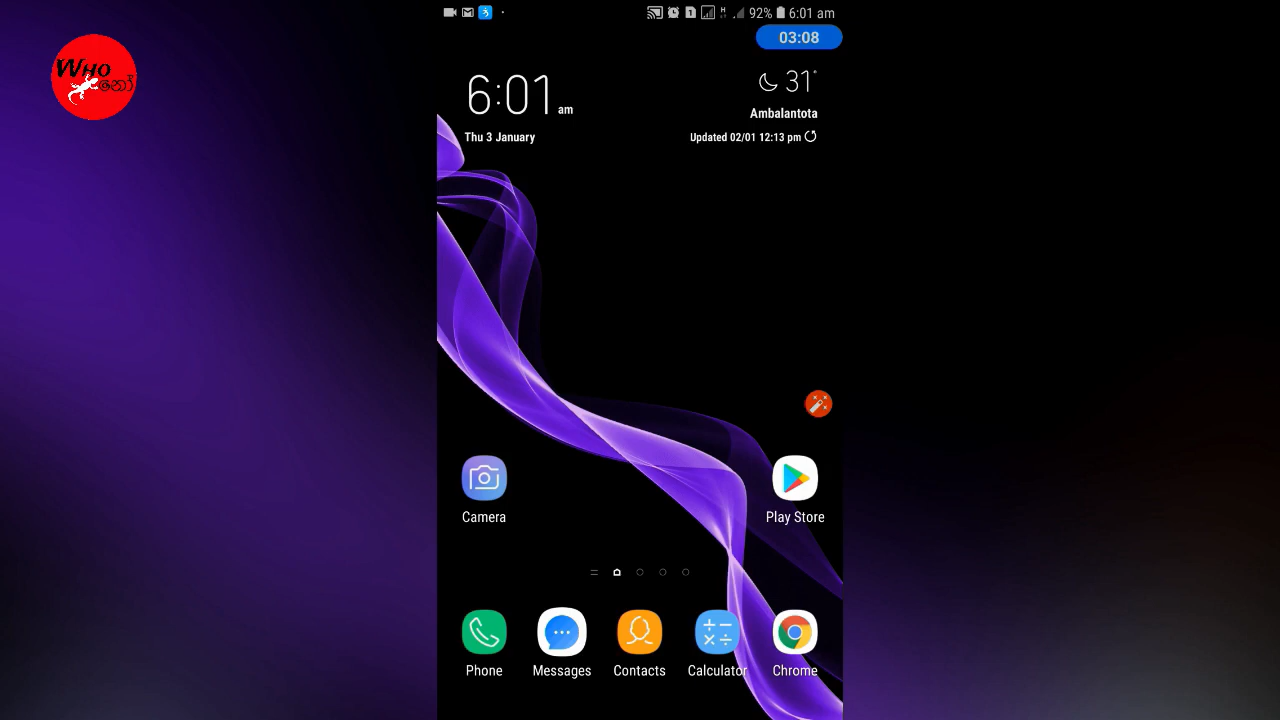 WHO
නෝ
92% 6:01 am
03:08
6:01 am
Thu 3 January
31°
Ambalantota
Updated 02/01 12:13 pm
Camera
Play Store
Phone
Messages
Contacts
Calculator
Chrome